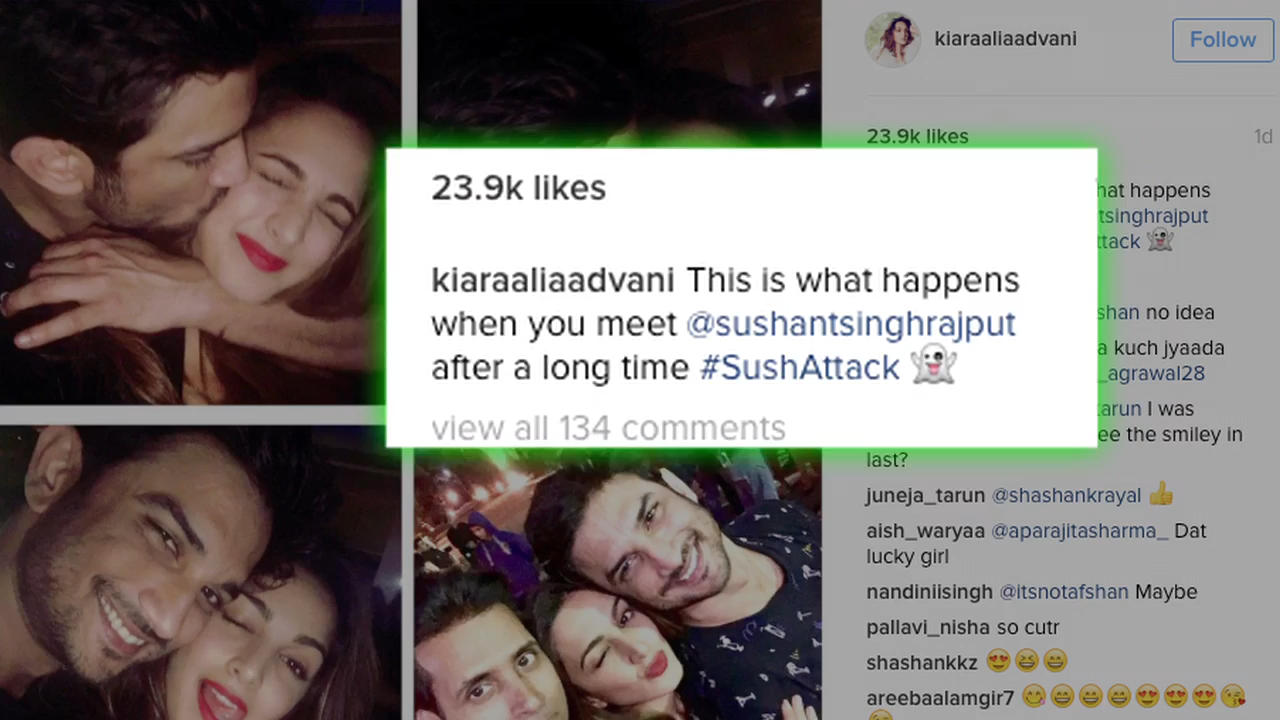 kiaraaliaadvani
Follow
23.9k likes
1d
23.9k likes
kiaraaliaadvani This is what happens
when you meet @sushantsinghrajput
after a long time #SushAttack 👻
view all 134 comments
hat happens
tsinghrajput
ttack 👻
shan no idea
a kuch jyaada
_agrawal28
tarun I was
ee the smiley in
last?
juneja_tarun @shashankrayal 👍
aish_waryaa @aparajitasharma_ Dat
lucky girl
nandiniisingh @itsnotafshan Maybe
pallavi_nisha so cutr
shashankkz 😍😆😄
areebaalamgir7 😋😄😄😄😍😍😍😘